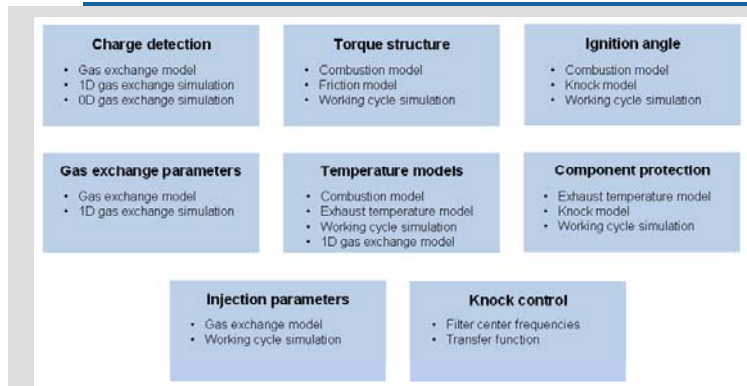 Charge detection
• Gas exchange model
• 1D gas exchange simulation
• 0D gas exchange simulation
Torque structure
• Combustion model
• Friction model
• Working cycle simulation
Ignition angle
• Combustion model
• Knock model
• Working cycle simulation
Gas exchange parameters
• Gas exchange model
• 1D gas exchange simulation
Temperature models
• Combustion model
• Exhaust temperature model
• Working cycle simulation
• 1D gas exchange model
Component protection
• Exhaust temperature model
• Knock model
• Working cycle simulation
Injection parameters
• Gas exchange model
• Working cycle simulation
Knock control
• Filter center frequencies
• Transfer function